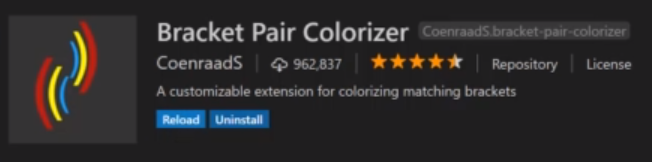 Bracket Pair Colorizer CoenraadS.bracket-pair-colorizer
CoenraadS | 962,837 | Repository | License
A customizable extension for colorizing matching brackets
Reload Uninstall